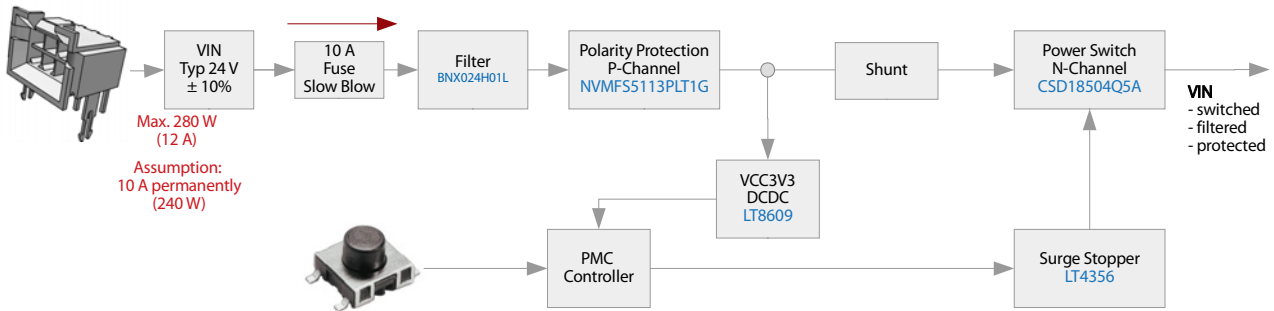 VIN
Typ 24 V
± 10%
Max. 280 W
(12 A)
Assumption:
10 A permanently
(240 W)
10 A
Fuse
Slow Blow
Filter
BNX024H01L
Polarity Protection
P-Channel
NVMFS5113PLT1G
Shunt
Power Switch
N-Channel
CSD18504Q5A
VIN
- switched
- filtered
- protected
VCC3V3
DCDC
LT8609
PMC
Controller
Surge Stopper
LT4356